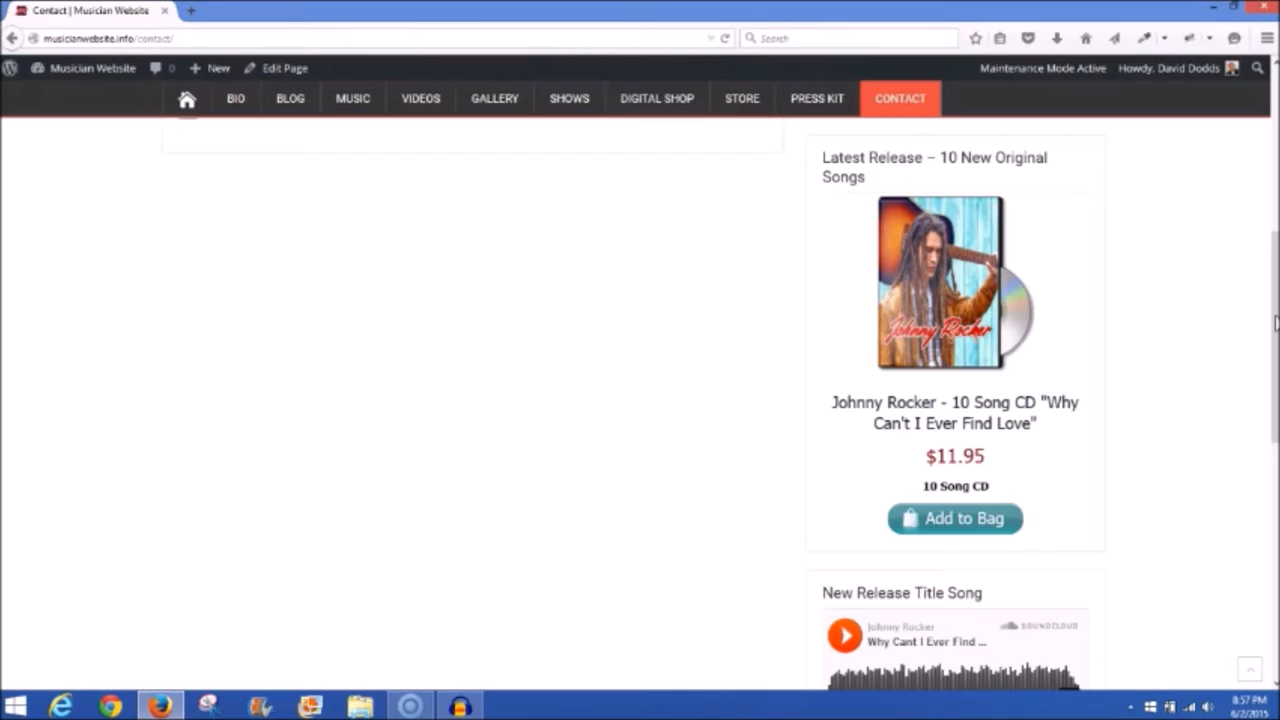 Contact | Musician Website
musicianwebsite.info/contact/
Search
Musician Website 0 New Edit Page Maintenance Mode Active Howdy, David Dodds
BIO BLOG MUSIC VIDEOS GALLERY SHOWS DIGITAL SHOP STORE PRESS KIT CONTACT
Latest Release – 10 New Original
Songs
Johnny Rocker
Johnny Rocker - 10 Song CD "Why
Can't I Ever Find Love"
$11.95
10 Song CD
Add to Bag
New Release Title Song
Johnny Rocker SOUNDCLOUD
Why Cant I Ever Find ...
8:57 PM
6/2/2015